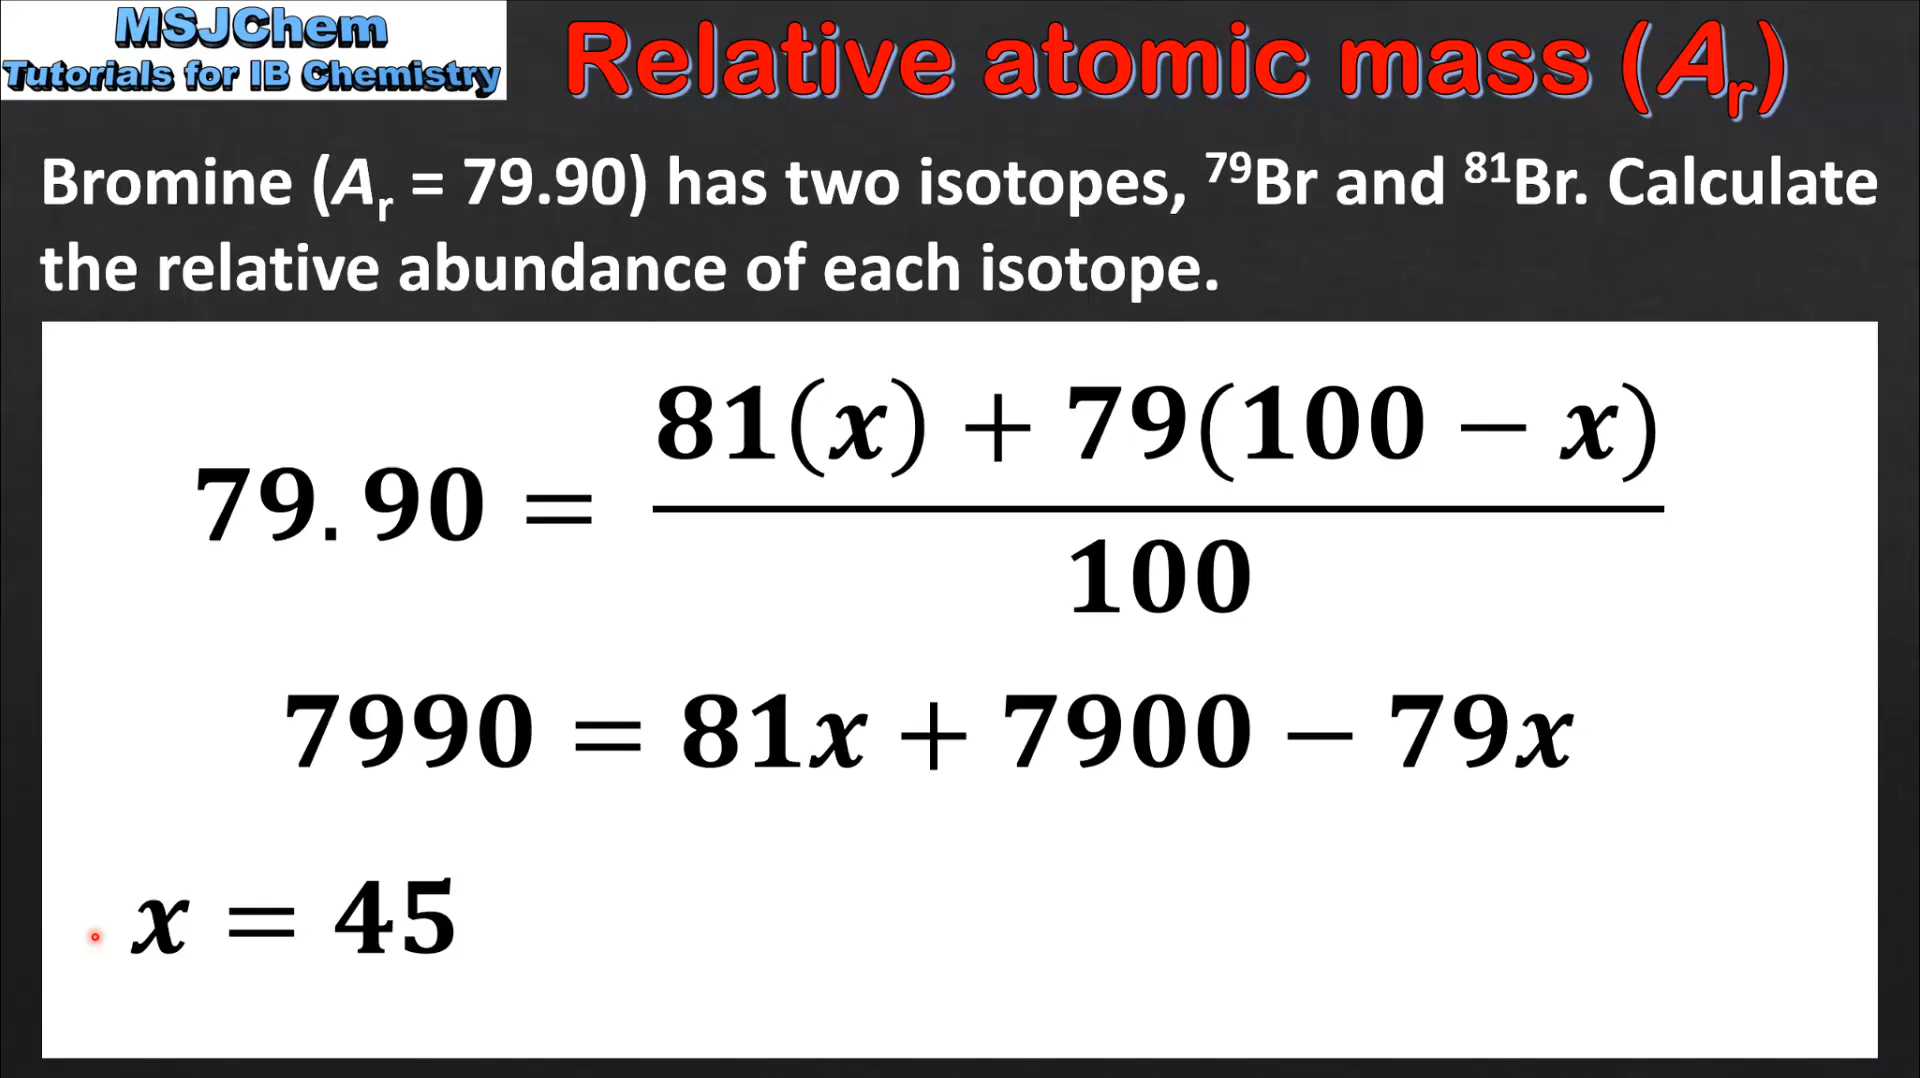 MSJChem
Tutorials for IB Chemistry
Relative atomic mass (Aᵣ)
Bromine (Aᵣ = 79.90) has two isotopes, ⁷⁹Br and ⁸¹Br. Calculate
the relative abundance of each isotope.
79.90 = (81(x) + 79(100 − x)) / 100
7990 = 81x + 7900 − 79x
x = 45